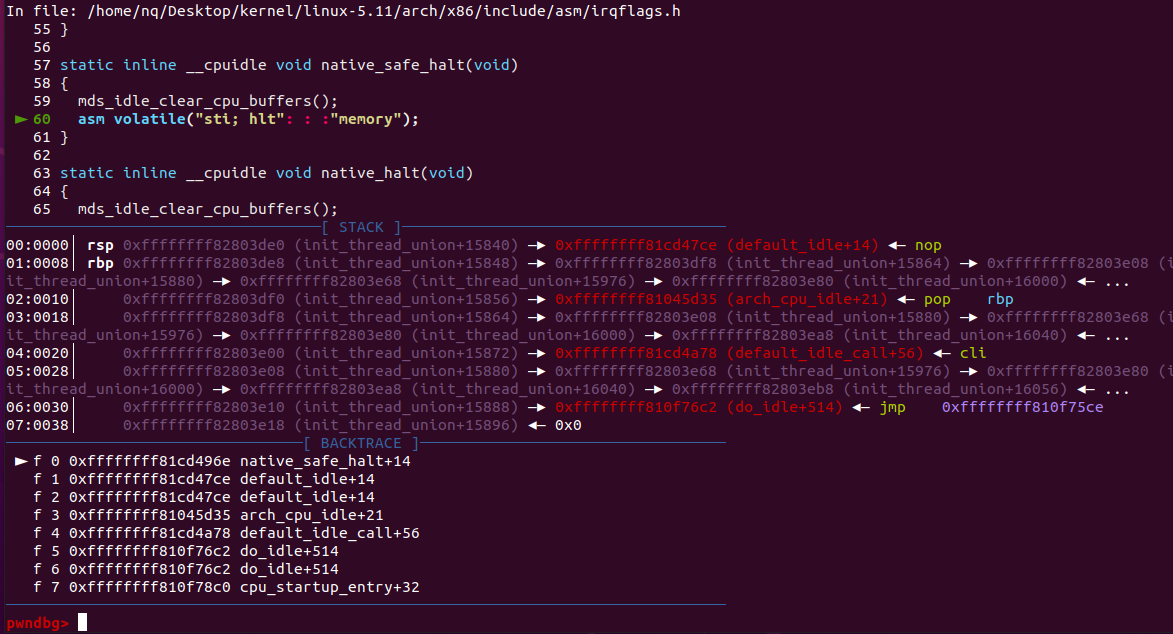 In file: /home/nq/Desktop/kernel/linux-5.11/arch/x86/include/asm/irqflags.h
55 }
56
57 static inline __cpuidle void native_safe_halt(void)
58 {
59   mds_idle_clear_cpu_buffers();
► 60   asm volatile("sti; hlt": : :"memory");
61 }
62
63 static inline __cpuidle void native_halt(void)
64 {
65   mds_idle_clear_cpu_buffers();
[ STACK ]
00:0000│ rsp 0xffffffff82803de0 (init_thread_union+15840) —▸ 0xffffffff81cd47ce (default_idle+14) ◂— nop
01:0008│ rbp 0xffffffff82803de8 (init_thread_union+15848) —▸ 0xffffffff82803df8 (init_thread_union+15864) —▸ 0xffffffff82803e08 (i
it_thread_union+15880) —▸ 0xffffffff82803e68 (init_thread_union+15976) —▸ 0xffffffff82803e80 (init_thread_union+16000) ◂— ...
02:0010│     0xffffffff82803df0 (init_thread_union+15856) —▸ 0xffffffff81045d35 (arch_cpu_idle+21) ◂— pop    rbp
03:0018│     0xffffffff82803df8 (init_thread_union+15864) —▸ 0xffffffff82803e08 (init_thread_union+15880) —▸ 0xffffffff82803e68 (i
it_thread_union+15976) —▸ 0xffffffff82803e80 (init_thread_union+16000) —▸ 0xffffffff82803ea8 (init_thread_union+16040) ◂— ...
04:0020│     0xffffffff82803e00 (init_thread_union+15872) —▸ 0xffffffff81cd4a78 (default_idle_call+56) ◂— cli
05:0028│     0xffffffff82803e08 (init_thread_union+15880) —▸ 0xffffffff82803e68 (init_thread_union+15976) —▸ 0xffffffff82803e80 (i
it_thread_union+16000) —▸ 0xffffffff82803ea8 (init_thread_union+16040) —▸ 0xffffffff82803eb8 (init_thread_union+16056) ◂— ...
06:0030│     0xffffffff82803e10 (init_thread_union+15888) —▸ 0xffffffff810f76c2 (do_idle+514) ◂— jmp    0xffffffff810f75ce
07:0038│     0xffffffff82803e18 (init_thread_union+15896) ◂— 0x0
[ BACKTRACE ]
► f 0 0xffffffff81cd496e native_safe_halt+14
f 1 0xffffffff81cd47ce default_idle+14
f 2 0xffffffff81cd47ce default_idle+14
f 3 0xffffffff81045d35 arch_cpu_idle+21
f 4 0xffffffff81cd4a78 default_idle_call+56
f 5 0xffffffff810f76c2 do_idle+514
f 6 0xffffffff810f76c2 do_idle+514
f 7 0xffffffff810f78c0 cpu_startup_entry+32
pwndbg>